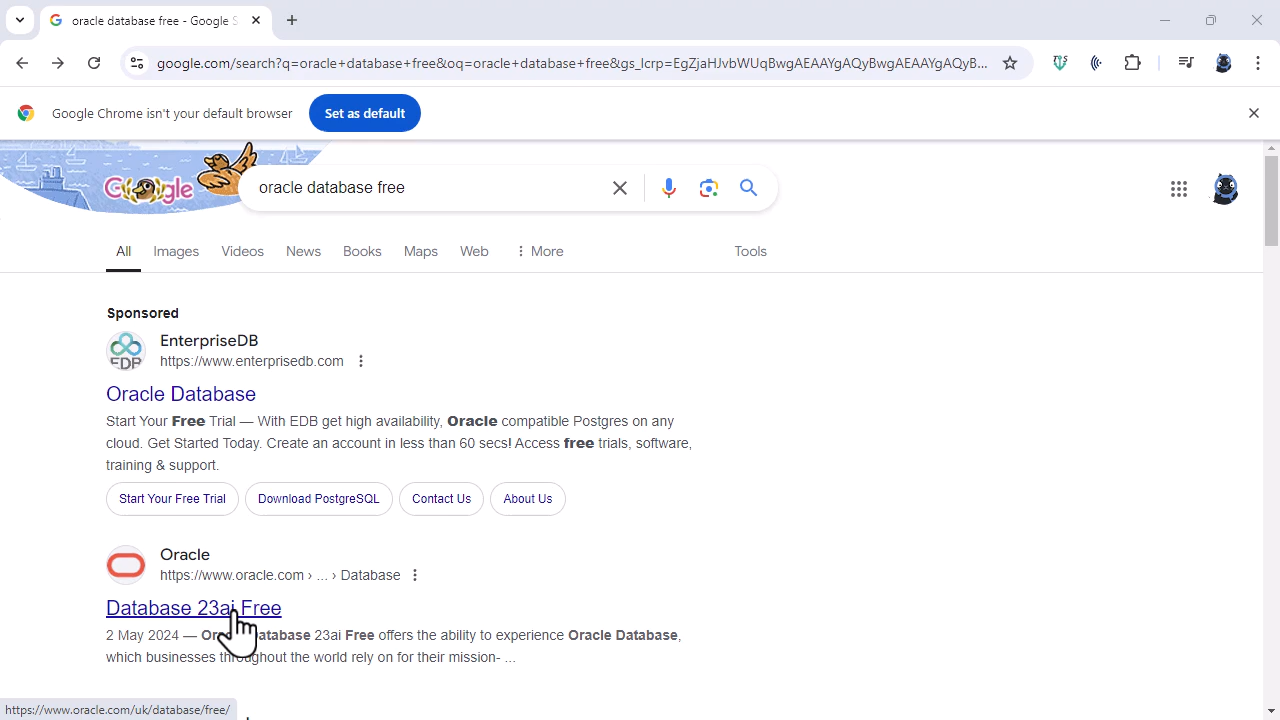 oracle database free - Google S
google.com/search?q=oracle+database+free&oq=oracle+database+free&gs_lcrp=EgZjaHJvbWUqBwgAEAAYgAQyBwgAEAAYgAQyB...
Google Chrome isn't your default browser
Set as default
Google
oracle database free
All Images Videos News Books Maps Web More Tools
Sponsored
EDB
EnterpriseDB
https://www.enterprisedb.com
Oracle Database
Start Your Free Trial — With EDB get high availability, Oracle compatible Postgres on any
cloud. Get Started Today. Create an account in less than 60 secs! Access free trials, software,
training & support.
Start Your Free Trial Download PostgreSQL Contact Us About Us
Oracle
https://www.oracle.com › ... › Database
Database 23ai Free
2 May 2024 — Oracle Database 23ai Free offers the ability to experience Oracle Database,
which businesses throughout the world rely on for their mission- ...
https://www.oracle.com/uk/database/free/